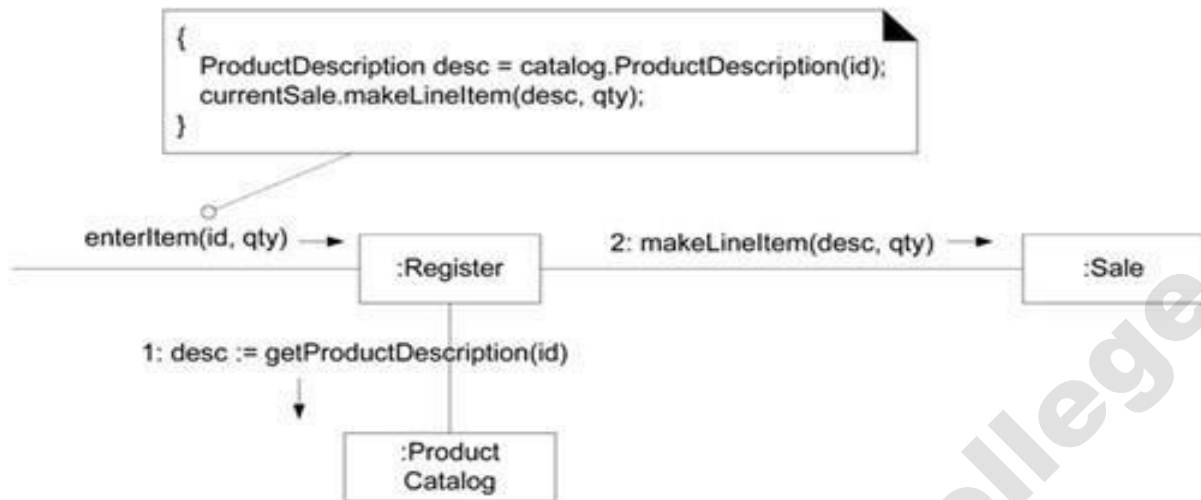 {
ProductDescription desc = catalog.ProductDescription(id);
currentSale.makeLineItem(desc, qty);
}
enterItem(id, qty)
2: makeLineItem(desc, qty)
:Register
:Sale
1: desc := getProductDescription(id)
:Product
Catalog
ollege